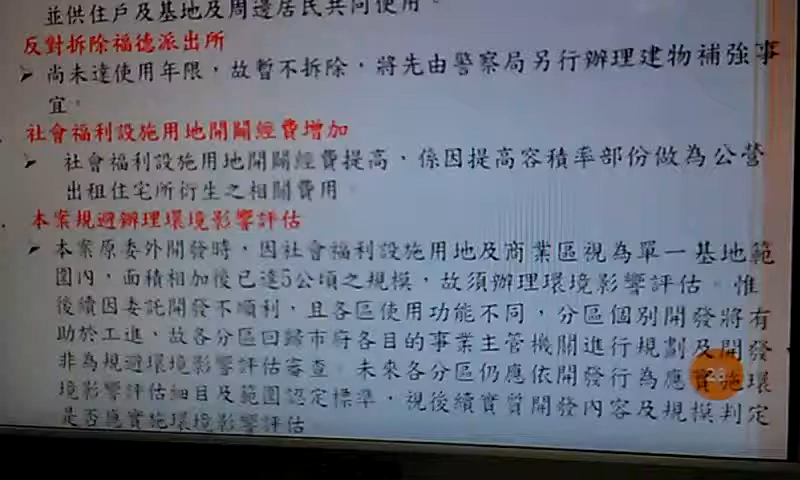 並供住戶及基地及周邊居民共同使用。
反對拆除福德派出所
➤ 尚未達使用年限，故暫不拆除，將先由警察局另行辦理建物補強事
宜。
社會福利設施用地開闢經費增加
➤ 社會福利設施用地開闢經費提高，係因提高容積率部份做為公營
出租住宅所衍生之相關費用
本案規避辦理環境影響評估
➤ 本案原委外開發時，因社會福利設施用地及商業區視為單一基地範
圍內，面積相加後已達5公頃之規模，故須辦理環境影響評估。惟
後續因委託開發不順利，且各區使用功能不同，分區個別開發將有
助於工進，故各分區回歸市府各目的事業主管機關進行規劃及開發
非為規避環境影響評估審查。未來各分區仍應依開發行為應實施環
境影響評估細目及範圍認定標準，視後續實質開發內容及規模判定
是否應實施環境影響評估